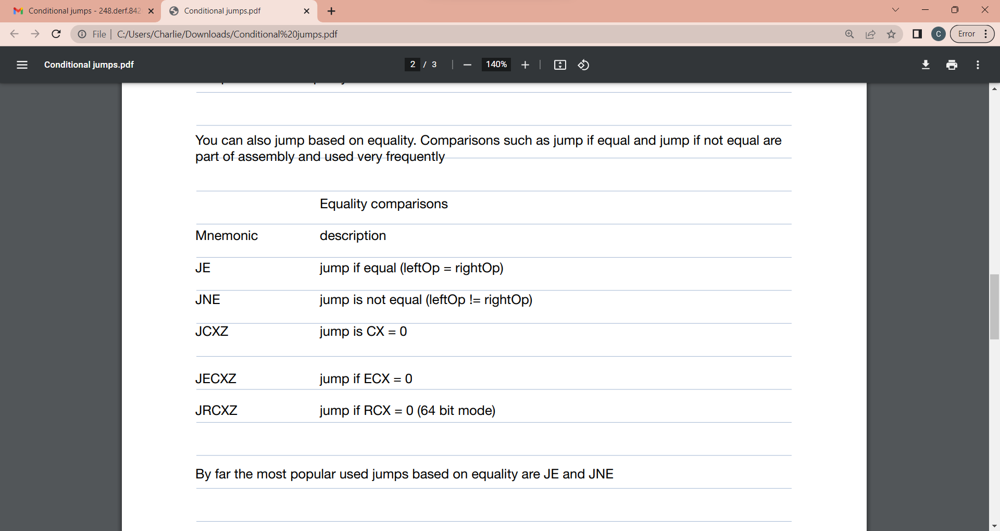 Conditional jumps - 248.derf.842
Conditional jumps.pdf
File | C:/Users/Charlie/Downloads/Conditional%20jumps.pdf
C
Error
Conditional jumps.pdf
2 / 3
140%
You can also jump based on equality. Comparisons such as jump if equal and jump if not equal are
part of assembly and used very frequently
Equality comparisons
Mnemonic description
JE jump if equal (leftOp = rightOp)
JNE jump is not equal (leftOp != rightOp)
JCXZ jump is CX = 0
JECXZ jump if ECX = 0
JRCXZ jump if RCX = 0 (64 bit mode)
By far the most popular used jumps based on equality are JE and JNE